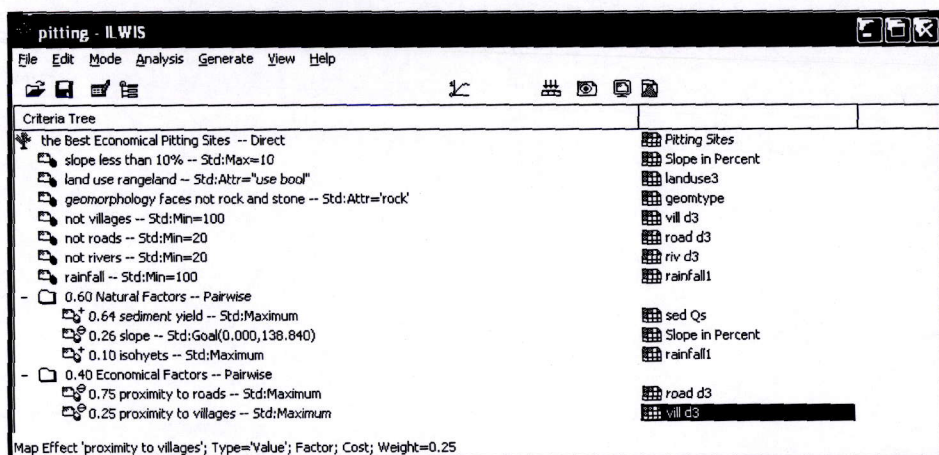 pitting - ILWIS
File Edit Mode Analysis Generate View Help
Criteria Tree
the Best Economical Pitting Sites -- Direct Pitting Sites
slope less than 10% -- Std:Max=10 Slope in Percent
land use rangeland -- Std:Attr="use bool" landuse3
geomorphology faces not rock and stone -- Std:Attr='rock' geomtype
not villages -- Std:Min=100 vill d3
not roads -- Std:Min=20 road d3
not rivers -- Std:Min=20 riv d3
rainfall -- Std:Min=100 rainfall1
0.60 Natural Factors -- Pairwise
0.64 sediment yield -- Std:Maximum sed Qs
0.26 slope -- Std:Goal(0.000,138.840) Slope in Percent
0.10 isohyets -- Std:Maximum rainfall1
0.40 Economical Factors -- Pairwise
0.75 proximity to roads -- Std:Maximum road d3
0.25 proximity to villages -- Std:Maximum vill d3
Map Effect 'proximity to villages'; Type='Value'; Factor; Cost; Weight=0.25